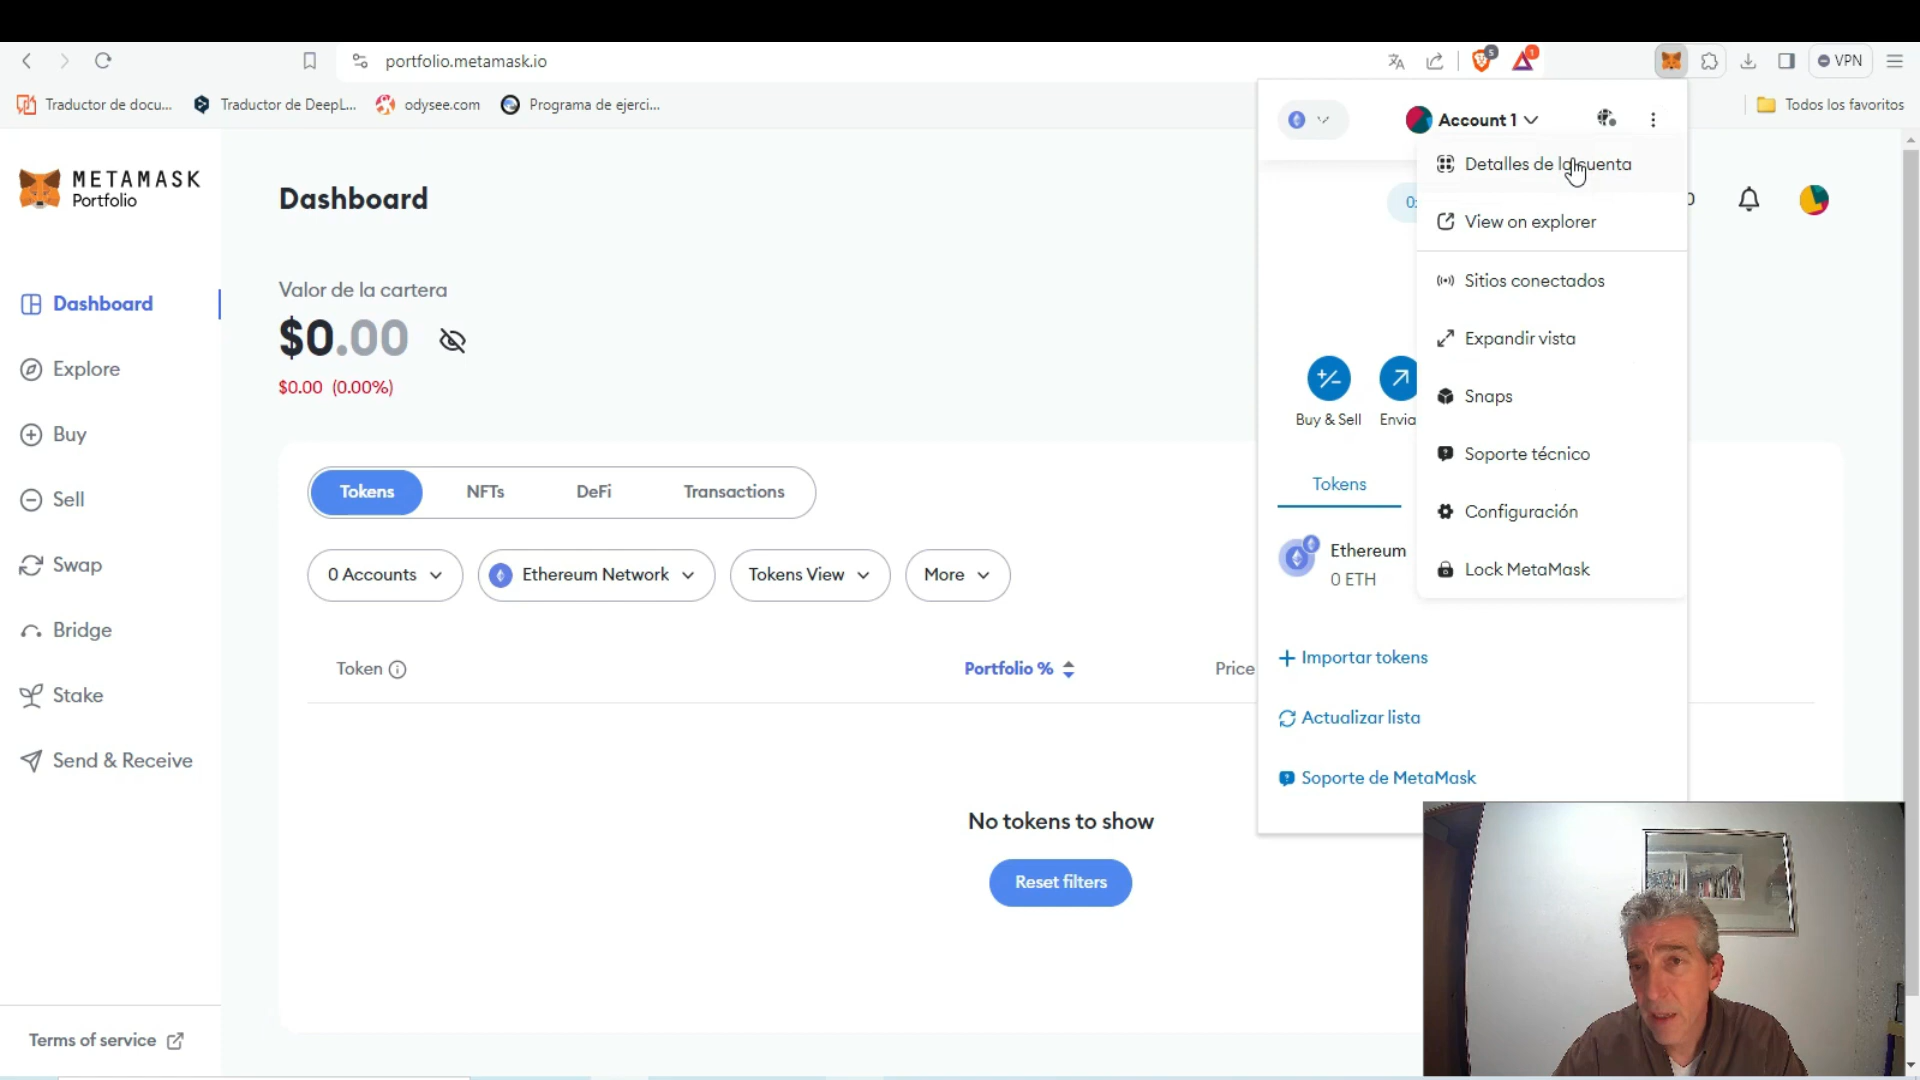 portfolio.metamask.io
5
1
VPN
Traductor de docu...
Traductor de DeepL...
odysee.com
Programa de ejerci...
Todos los favoritos
METAMASK
Portfolio
Dashboard
Explore
Buy
Sell
Swap
Bridge
Stake
Send & Receive
Terms of service
Dashboard
Valor de la cartera
$0.00
$0.00 (0.00%)
Tokens
NFTs
DeFi
Transactions
0 Accounts
Ethereum Network
Tokens View
More
Token
Portfolio %
Price
No tokens to show
Reset filters
Account 1
Detalles de la cuenta
View on explorer
Sitios conectados
Expandir vista
Snaps
Soporte técnico
Configuración
Lock MetaMask
Buy & Sell
Envia
Tokens
Ethereum
0 ETH
Importar tokens
Actualizar lista
Soporte de MetaMask